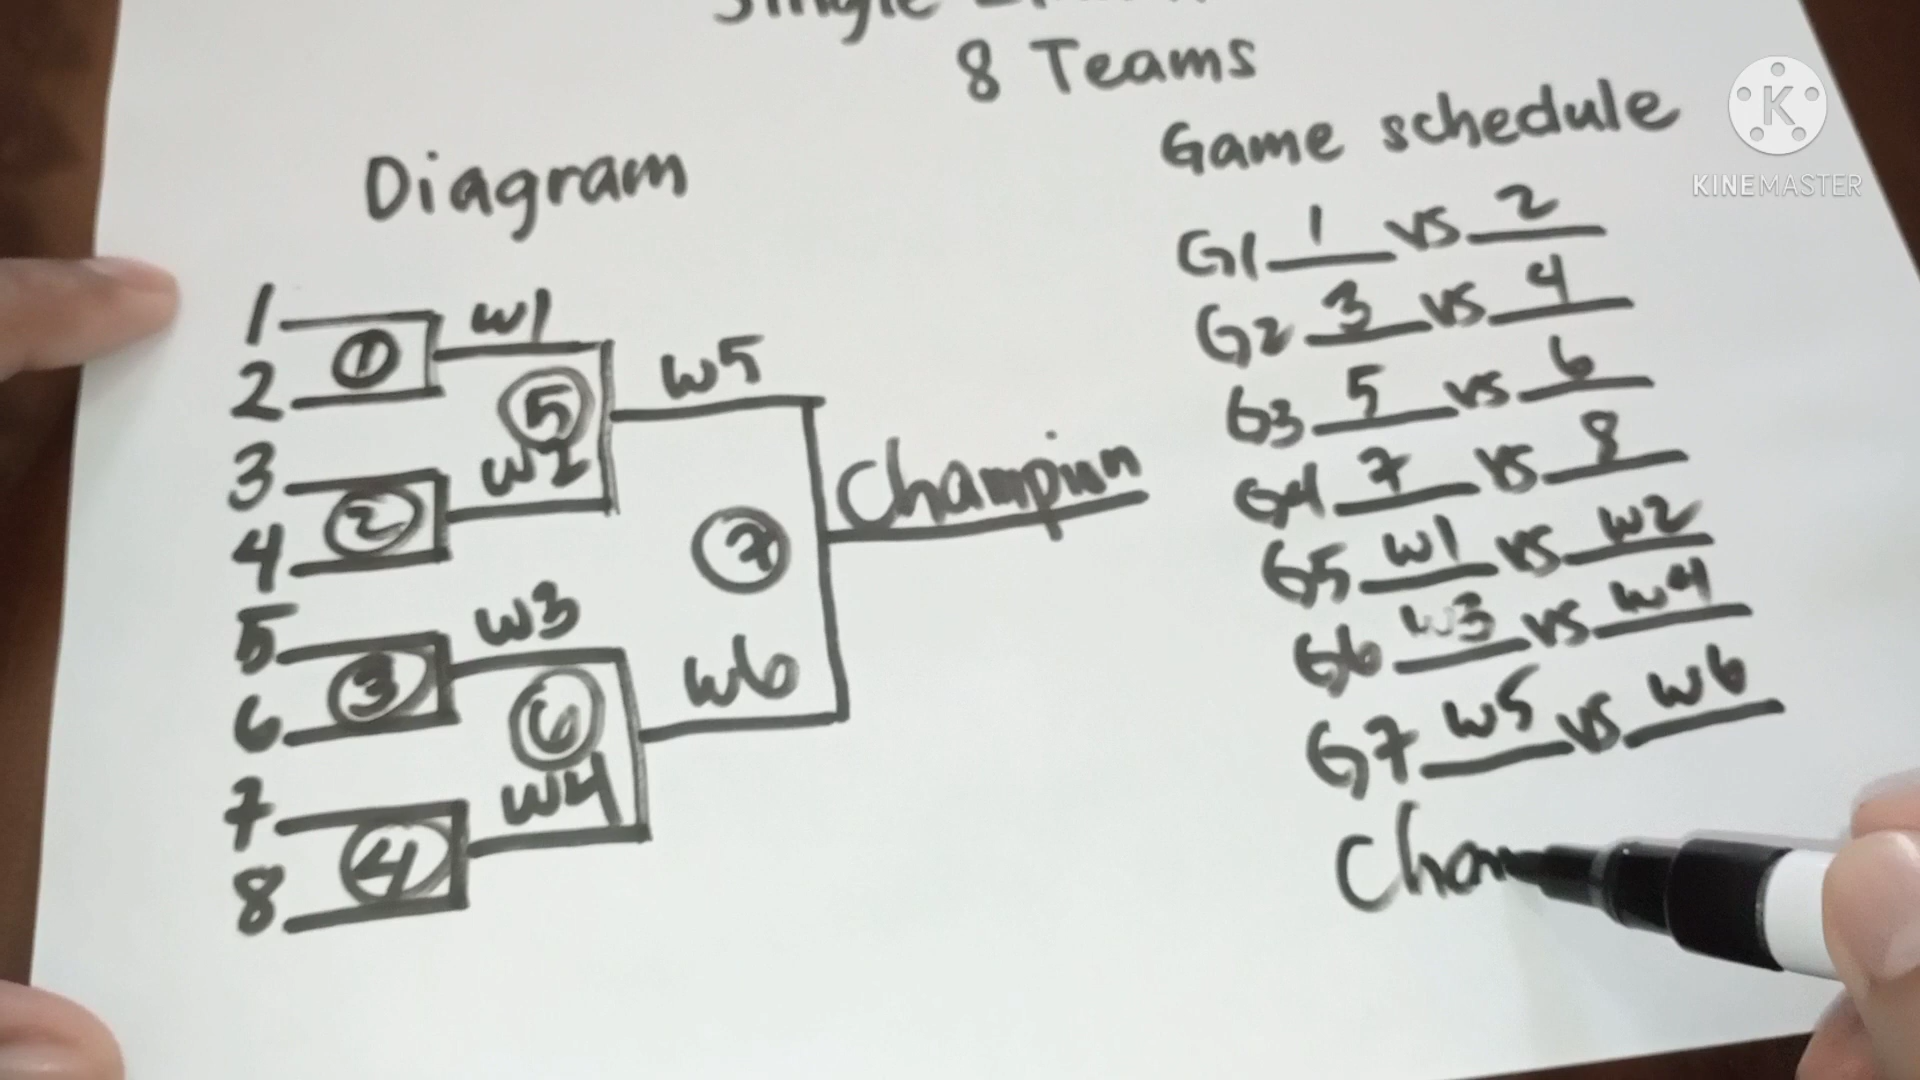 Single
8 Teams
Diagram
Game schedule
1
2
3
4
5
6
7
8
①
②
③
④
W1
W2
W3
W4
⑤
⑥
W5
W6
⑦
Champion
G1 1 vs 2
G2 3 vs 4
G3 5 vs 6
G4 7 vs 8
G5 W1 vs W2
G6 W3 vs W4
G7 W5 vs W6
Cham
K
KINEMASTER